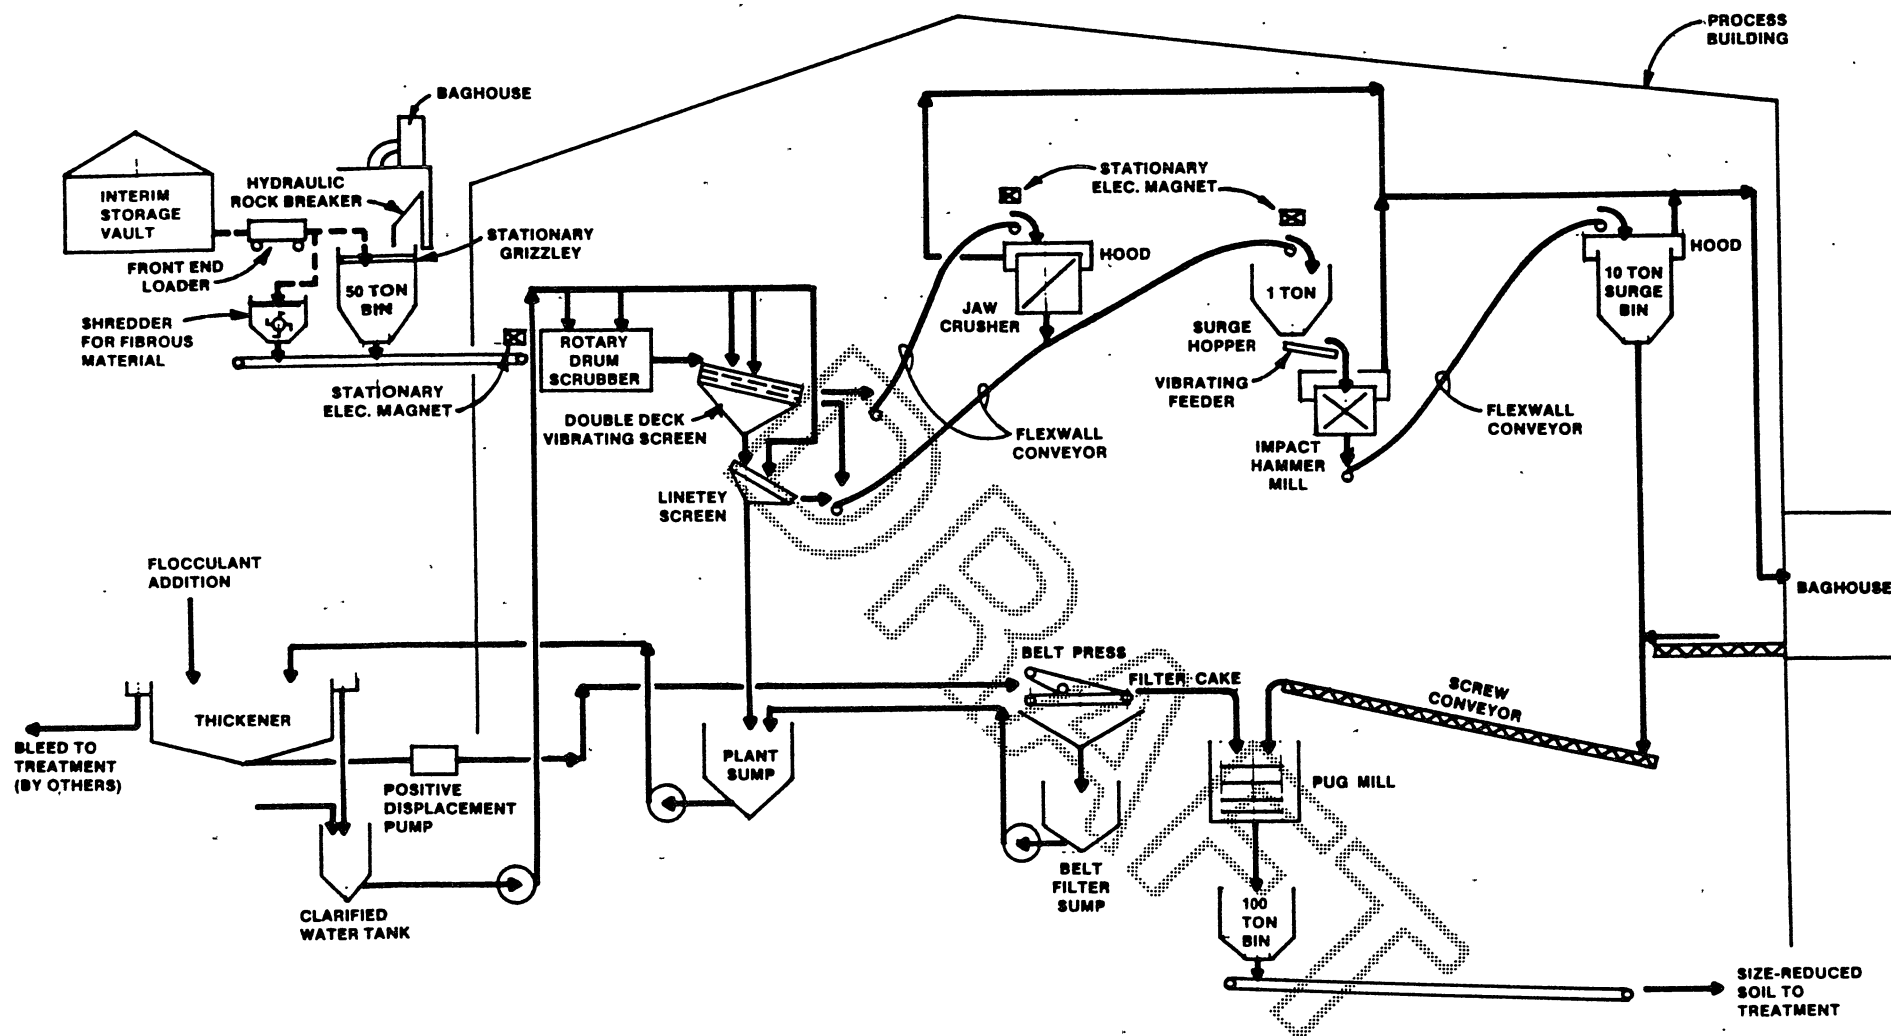 PROCESS
BUILDING
BAGHOUSE
INTERIM
STORAGE
VAULT
HYDRAULIC
ROCK BREAKER
STATIONARY
GRIZZLEY
FRONT END
LOADER
50 TON
BIN
SHREDDER
FOR FIBROUS
MATERIAL
STATIONARY
ELEC. MAGNET
ROTARY
DRUM
SCRUBBER
DOUBLE DECK
VIBRATING SCREEN
LINETEY
SCREEN
STATIONARY
ELEC. MAGNET
HOOD
JAW
CRUSHER
FLEXWALL
CONVEYOR
1 TON
SURGE
HOPPER
VIBRATING
FEEDER
IMPACT
HAMMER
MILL
FLEXWALL
CONVEYOR
HOOD
10 TON
SURGE
BIN
BAGHOUSE
FLOCCULANT
ADDITION
THICKENER
BLEED TO
TREATMENT
(BY OTHERS)
POSITIVE
DISPLACEMENT
PUMP
CLARIFIED
WATER TANK
PLANT
SUMP
BELT PRESS
FILTER CAKE
BELT
FILTER
SUMP
SCREW
CONVEYOR
PUG MILL
100
TON
BIN
SIZE-REDUCED
SOIL TO
TREATMENT
DRAFT